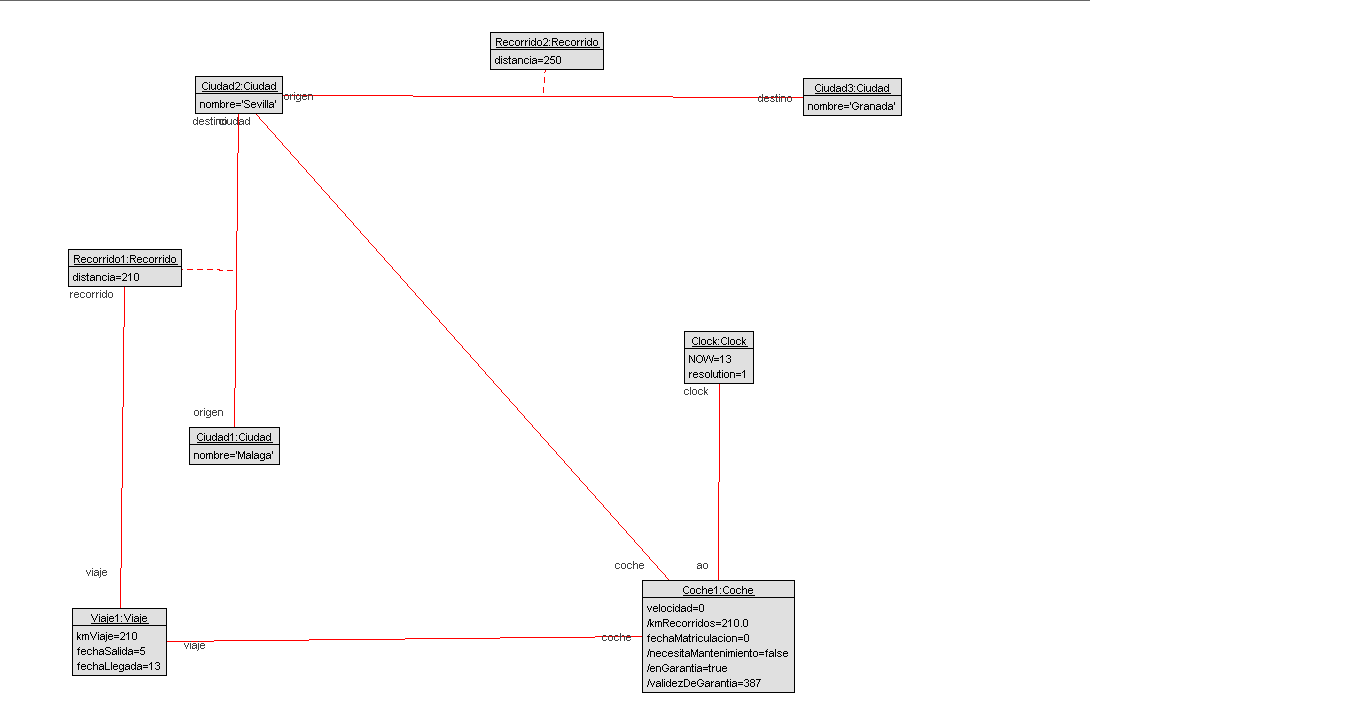 Recorrido2:Recorrido
distancia=250
Ciudad2:Ciudad
nombre='Sevilla'
origen
destino
Ciudad3:Ciudad
nombre='Granada'
destino
ciudad
Recorrido1:Recorrido
distancia=210
recorrido
Clock:Clock
NOW=13
resolution=1
clock
origen
Ciudad1:Ciudad
nombre='Malaga'
viaje
coche
ao
Viaje1:Viaje
kmViaje=210
fechaSalida=5
fechaLlegada=13
viaje
coche
Coche1:Coche
velocidad=0
/kmRecorridos=210.0
fechaMatriculacion=0
/necesitaMantenimiento=false
/enGarantia=true
/validezDeGarantia=387